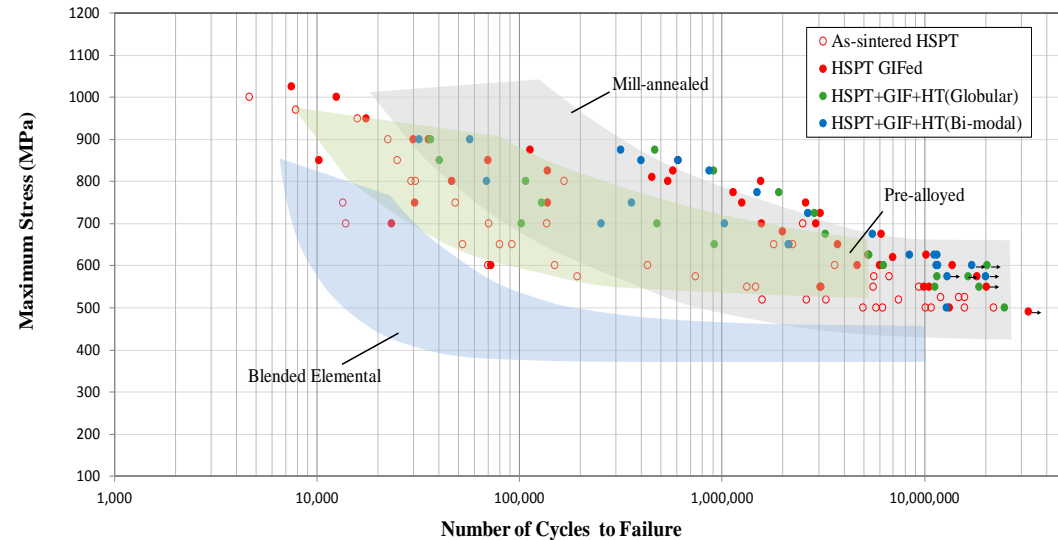 1100
1000
900
800
700
600
500
400
300
200
100
Maximum Stress (MPa)
1,000
10,000
100,000
1,000,000
10,000,000
Number of Cycles to Failure
As-sintered HSPT
HSPT GIFed
HSPT+GIF+HT(Globular)
HSPT+GIF+HT(Bi-modal)
Mill-annealed
Pre-alloyed
Blended Elemental